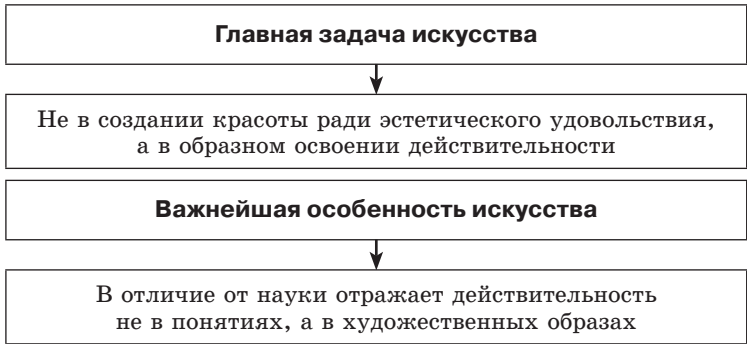 Главная задача искусства
Не в создании красоты ради эстетического удовольствия,
а в образном освоении действительности
Важнейшая особенность искусства
В отличие от науки отражает действительность
не в понятиях, а в художественных образах